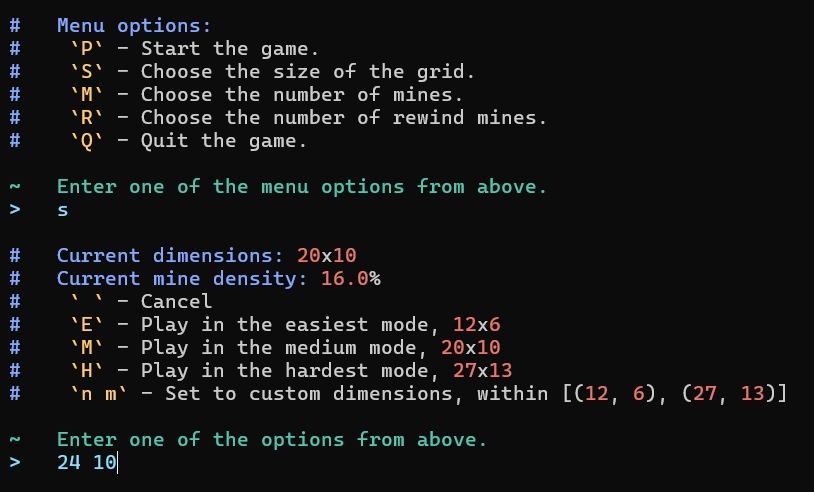 #   Menu options:
#    `P` – Start the game.
#    `S` – Choose the size of the grid.
#    `M` – Choose the number of mines.
#    `R` – Choose the number of rewind mines.
#    `Q` – Quit the game.
~   Enter one of the menu options from above.
>   s
#   Current dimensions: 20x10
#   Current mine density: 16.0%
#    ` ` – Cancel
#    `E` – Play in the easiest mode, 12x6
#    `M` – Play in the medium mode, 20x10
#    `H` – Play in the hardest mode, 27x13
#    `n m` – Set to custom dimensions, within [(12, 6), (27, 13)]
~   Enter one of the options from above.
>   24 10